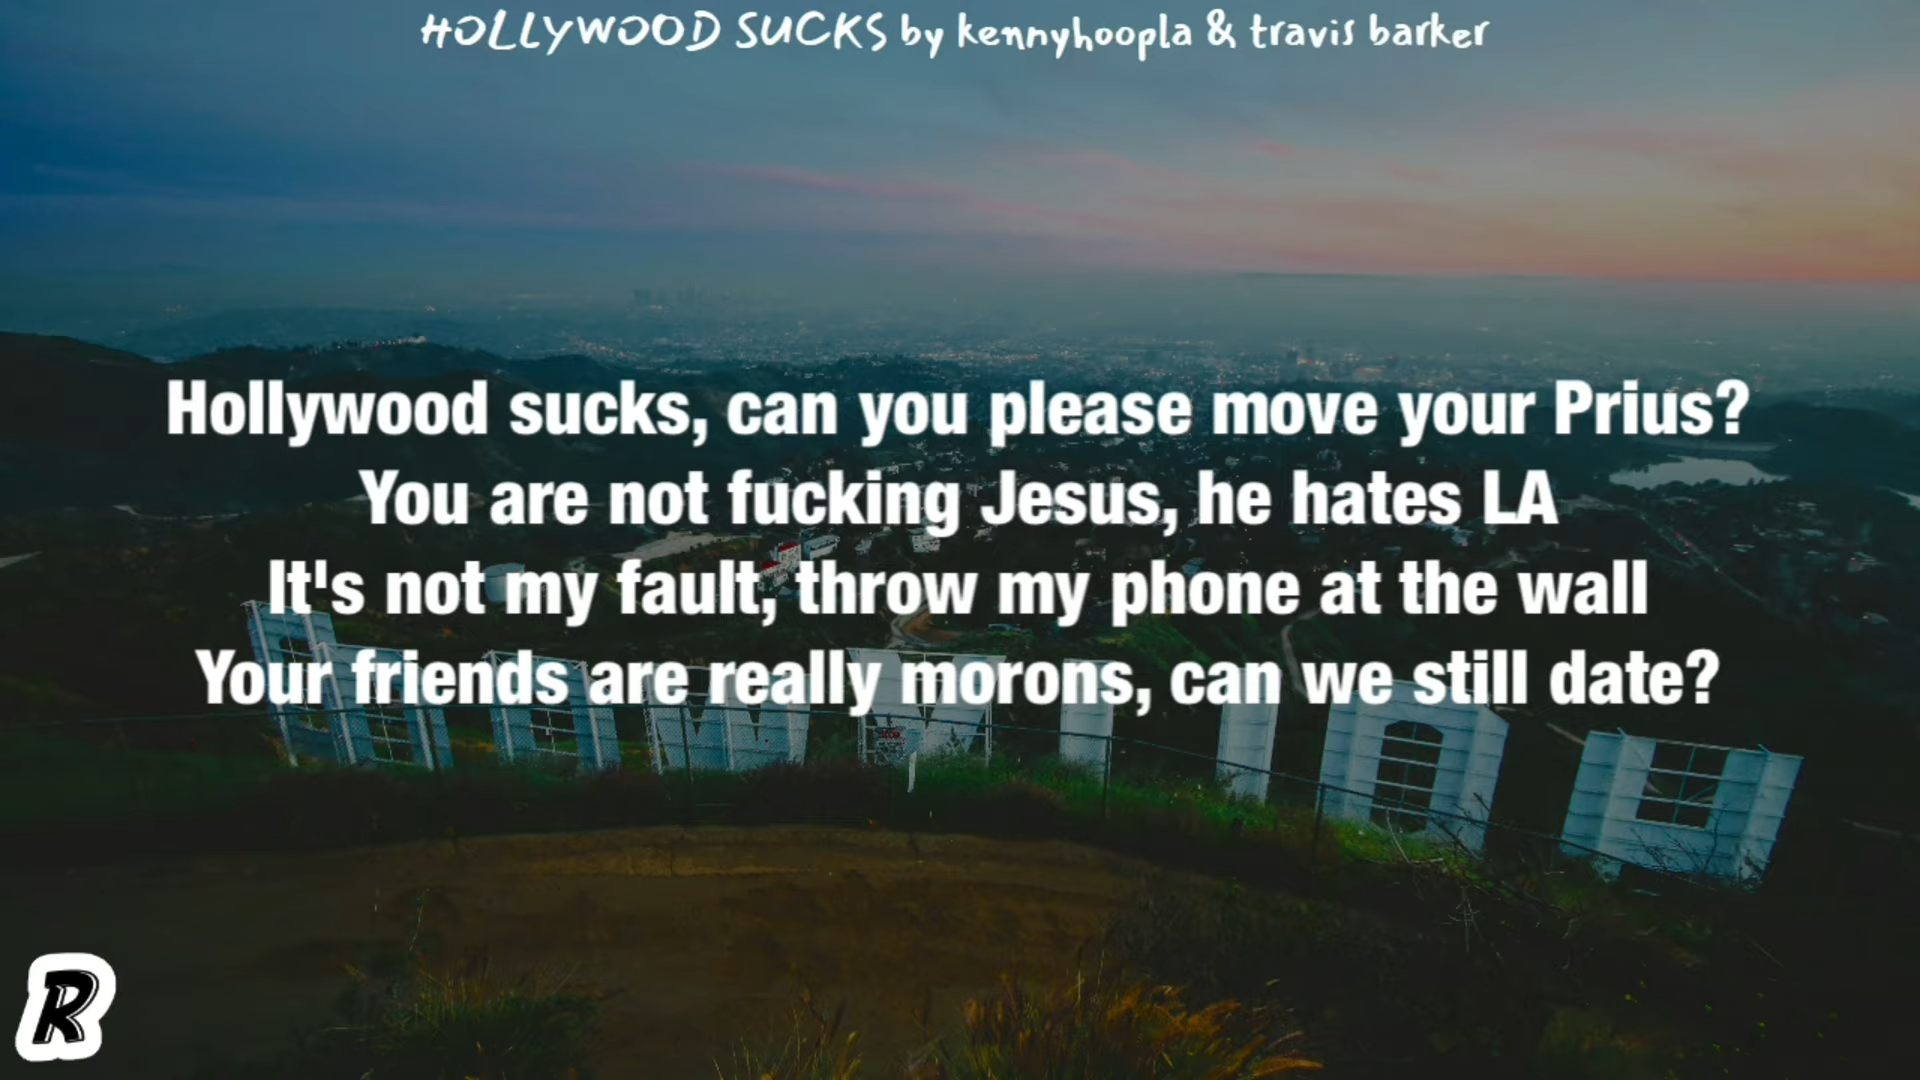 HOLLYWOOD SUCKS by kennyhoopla & travis barker
Hollywood sucks, can you please move your Prius?
You are not fucking Jesus, he hates LA
It's not my fault, throw my phone at the wall
Your friends are really morons, can we still date?
R